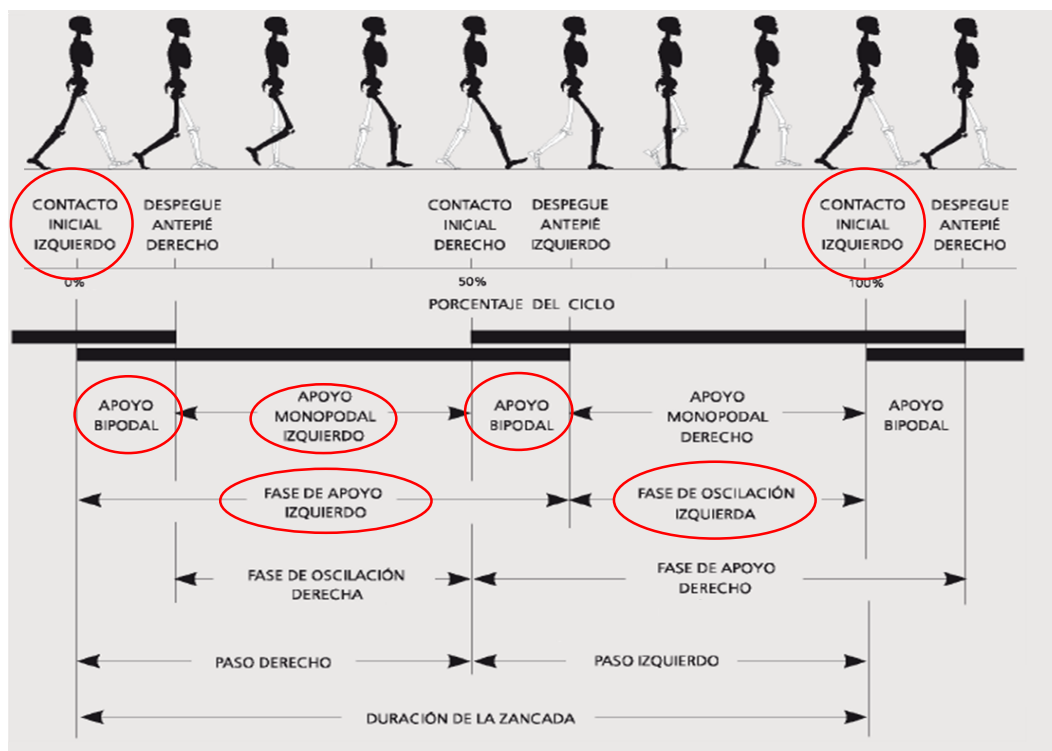 CONTACTO
INICIAL
IZQUIERDO
DESPEGUE
ANTEPIÉ
DERECHO
CONTACTO
INICIAL
DERECHO
DESPEGUE
ANTEPIÉ
IZQUIERDO
CONTACTO
INICIAL
IZQUIERDO
DESPEGUE
ANTEPIÉ
DERECHO
0%
50%
100%
PORCENTAJE DEL CICLO
APOYO
BIPODAL
APOYO
MONOPODAL
IZQUIERDO
APOYO
BIPODAL
APOYO
MONOPODAL
DERECHO
APOYO
BIPODAL
FASE DE APOYO
IZQUIERDO
FASE DE OSCILACIÓN
IZQUIERDA
FASE DE OSCILACIÓN
DERECHA
FASE DE APOYO
DERECHO
PASO DERECHO
PASO IZQUIERDO
DURACIÓN DE LA ZANCADA